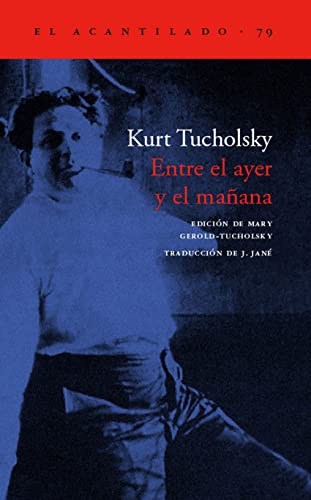 EL ACANTILADO · 79
Kurt Tucholsky
Entre el ayer
y el mañana
EDICIÓN DE MARY
GEROLD-TUCHOLSKY
TRADUCCIÓN DE J. JANÉ